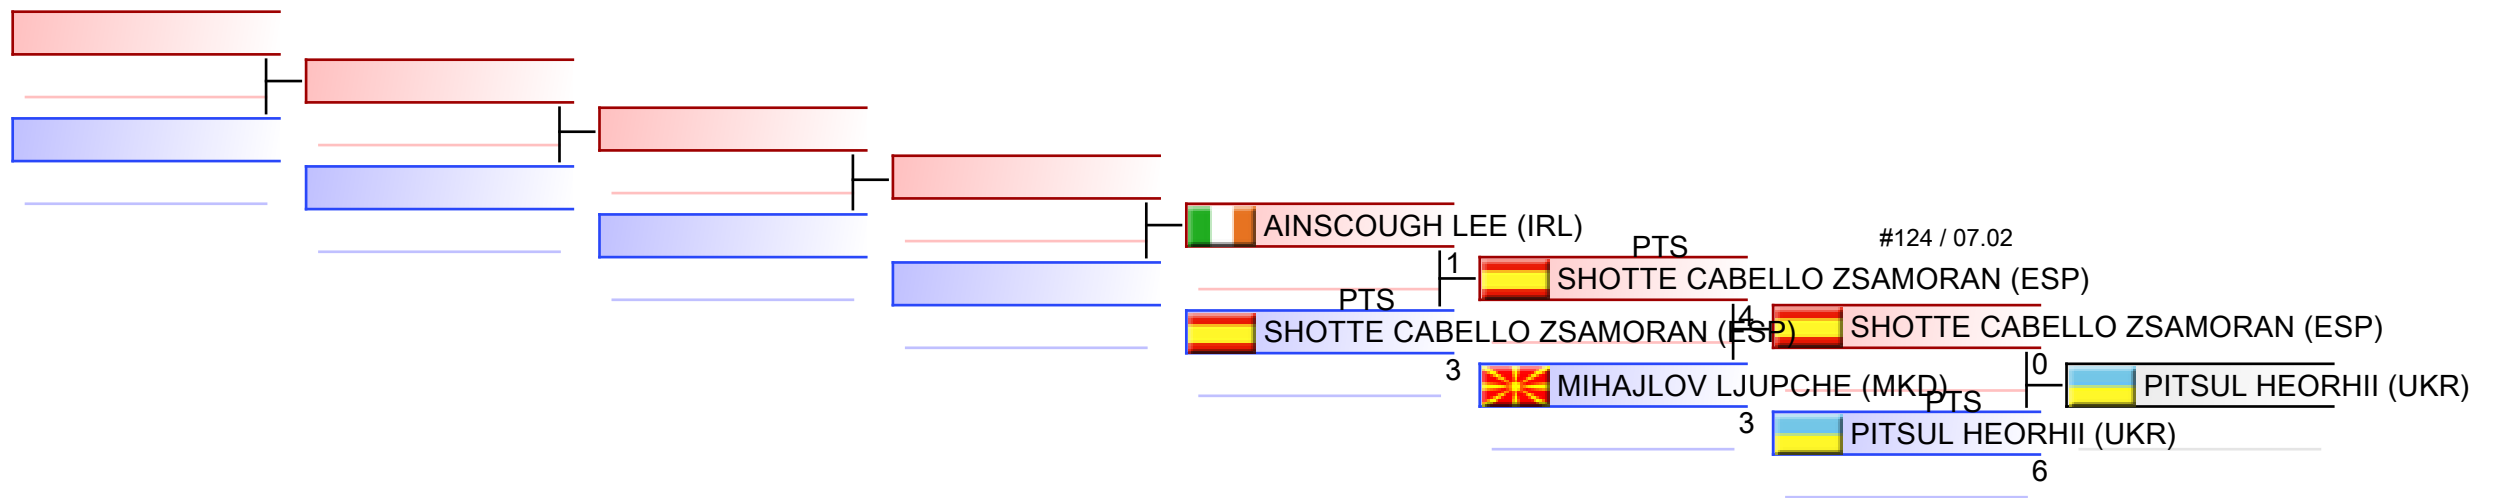 AINSCOUGH LEE (IRL)
1
PTS
SHOTTE CABELLO ZSAMORAN (ESP)
3
PTS
SHOTTE CABELLO ZSAMORAN (ESP)
4
MIHAJLOV LJUPCHE (MKD)
3
#124 / 07.02
SHOTTE CABELLO ZSAMORAN (ESP)
0
PTS
PITSUL HEORHII (UKR)
6
PITSUL HEORHII (UKR)